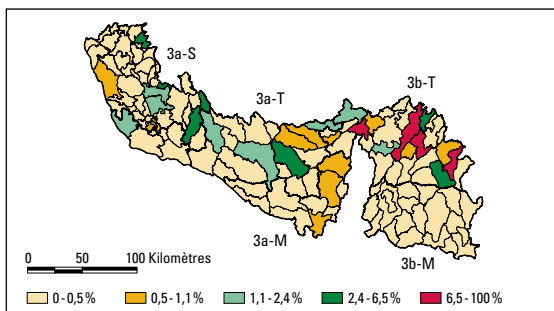 3a-S
3a-T
3b-T
3a-M
3b-M
0 50 100 Kilomètres
0-0,5 % 0,5-1,1 % 1,1-2,4 % 2,4-6,5 % 6,5-100 %